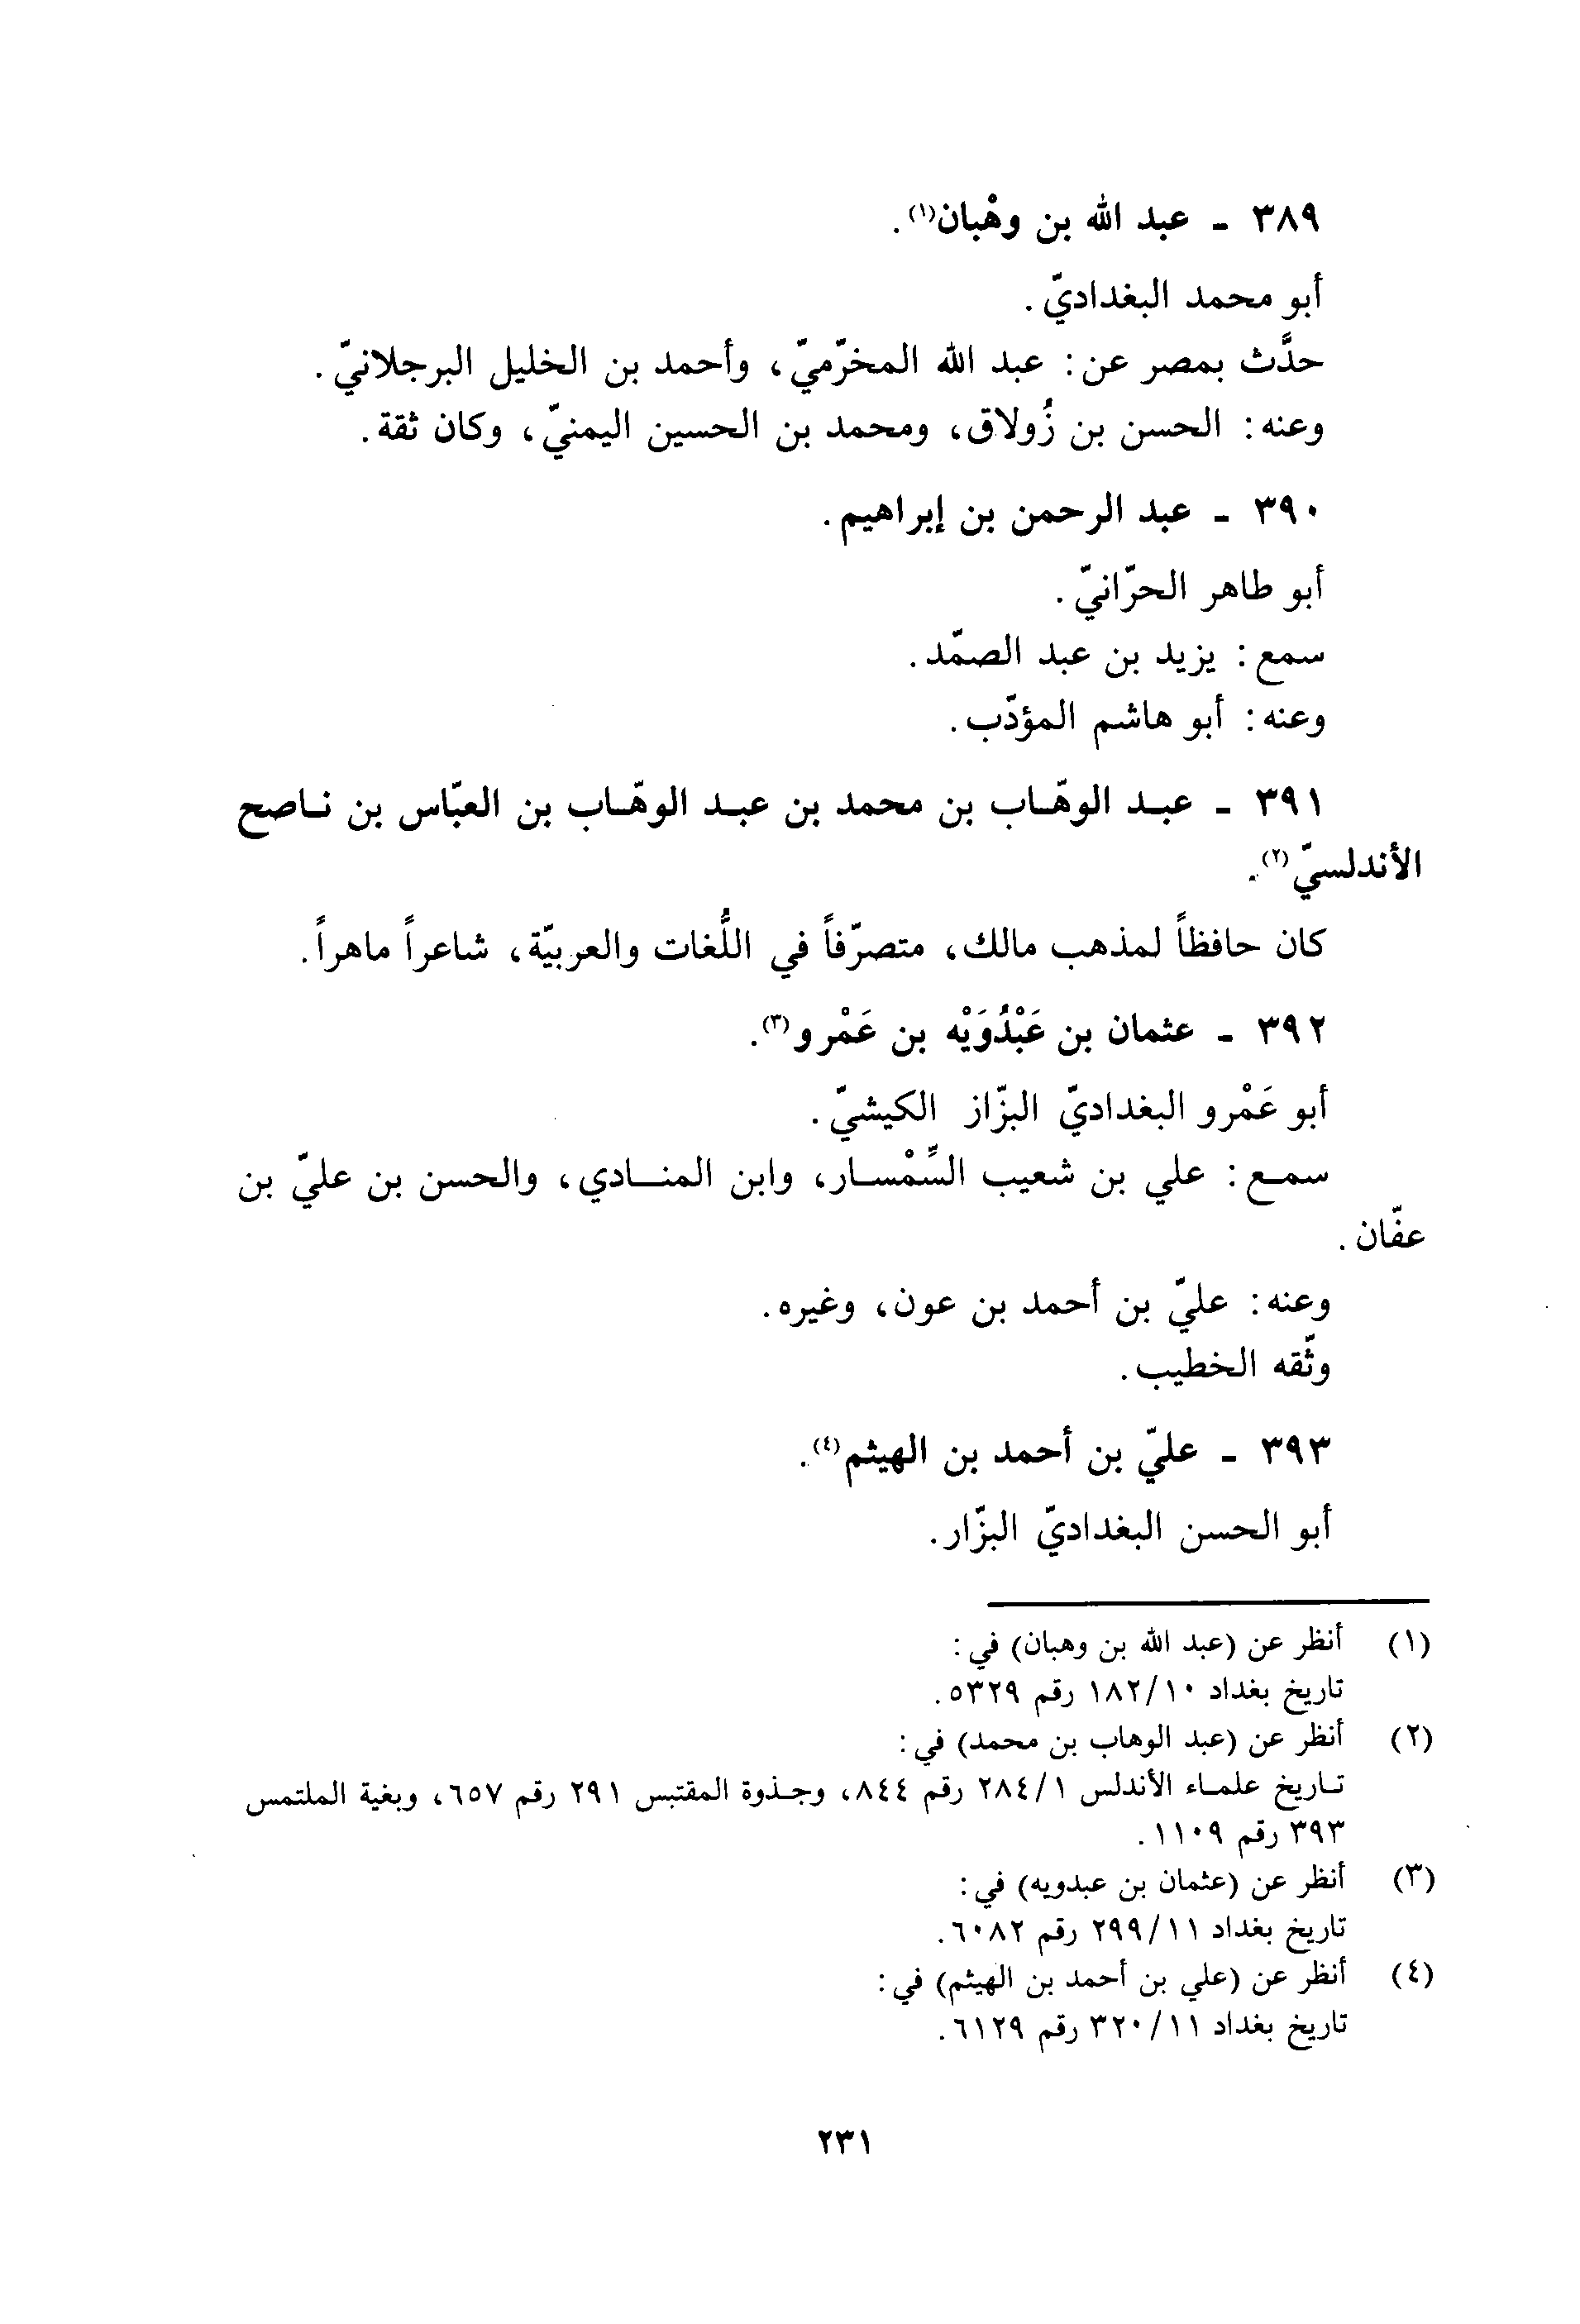 ٣٨٩ - عبد الله بن وهْبان(١).
أبو محمد البغداديّ.
حدَّث بمصر عن: عبد الله المخرّميّ، وأحمد بن الخليل البرجلانيّ.
وعنه: الحسن بن زُولاق، ومحمد بن الحسين اليمنيّ، وكان ثقة.
٣٩٠ - عبد الرحمن بن إبراهيم.
أبو طاهر الحرّانيّ.
سمع: يزيد بن عبد الصمّد.
وعنه: أبو هاشم المؤدّب.
٣٩١ - عبد الوهّاب بن محمد بن عبد الوهّاب بن العبّاس بن ناصح
الأندلسيّ(٢).
كان حافظاً لمذهب مالك، متصرّفاً في اللُّغات والعربيّة، شاعراً ماهراً.
٣٩٢ - عثمان بن عَبْدُوَيْه بن عَمْرو(٣).
أبو عَمْرو البغداديّ البزّاز الكيشيّ.
سمع: علي بن شعيب السِّمْسار، وابن المنادي، والحسن بن عليّ بن
عفّان.
وعنه: عليّ بن أحمد بن عون، وغيره.
وثّقه الخطيب.
٣٩٣ - عليّ بن أحمد بن الهيثم(٤).
أبو الحسن البغداديّ البزّار.
(١) أنظر عن (عبد الله بن وهبان) في:
تاريخ بغداد ١٨٢/١٠ رقم ٥٣٢٩.
(٢) أنظر عن (عبد الوهاب بن محمد) في:
تاريخ علماء الأندلس ٢٨٤/١ رقم ٨٤٤، وجذوة المقتبس ٢٩١ رقم ٦٥٧، وبغية الملتمس
٣٩٣ رقم ١١٠٩.
(٣) أنظر عن (عثمان بن عبدويه) في:
تاريخ بغداد ٢٩٩/١١ رقم ٦٠٨٢.
(٤) أنظر عن (علي بن أحمد بن الهيثم) في:
تاريخ بغداد ٣٢٠/١١ رقم ٦١٢٩.
٢٣١